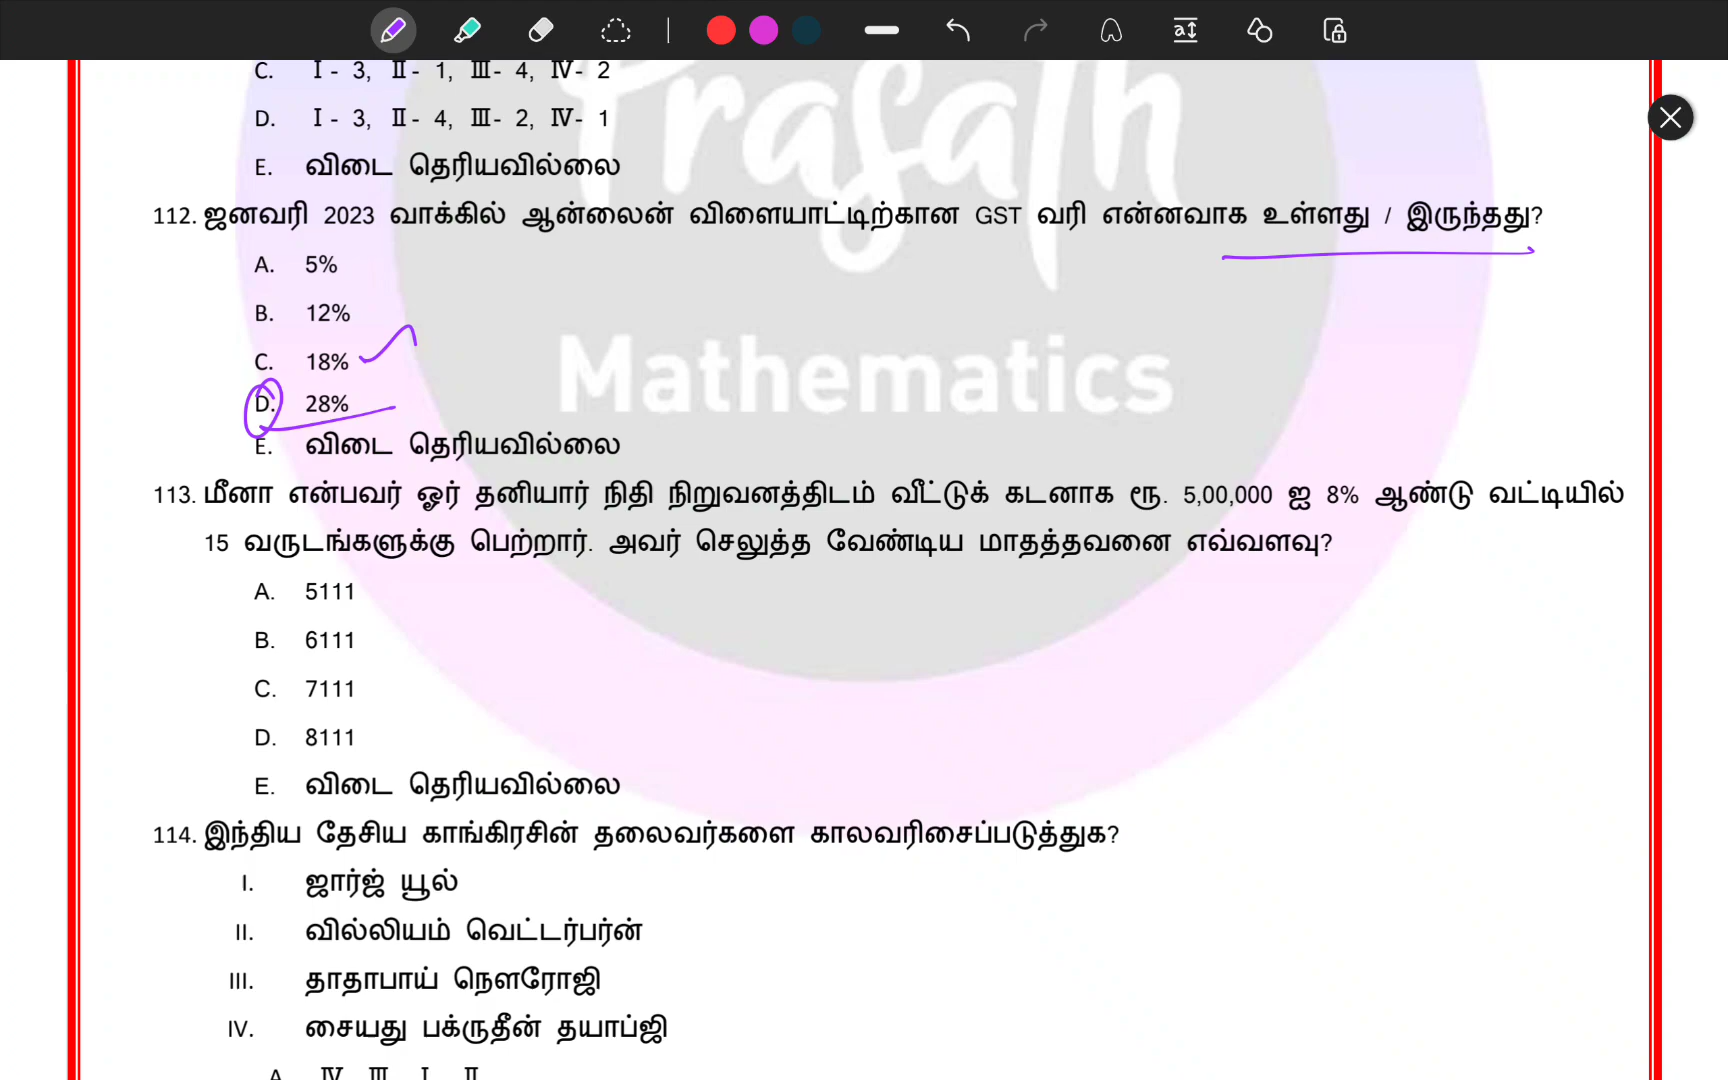 C. Ⅰ - 3, Ⅱ - 1, Ⅲ - 4, Ⅳ - 2
D. Ⅰ - 3, Ⅱ - 4, Ⅲ - 2, Ⅳ - 1
E. விடை தெரியவில்லை
112. ஜனவரி 2023 வாக்கில் ஆன்லைன் விளையாட்டிற்கான GST வரி என்னவாக உள்ளது / இருந்தது?
A. 5%
B. 12%
C. 18%
D. 28%
E. விடை தெரியவில்லை
113. மீனா என்பவர் ஓர் தனியார் நிதி நிறுவனத்திடம் வீட்டுக் கடனாக ரூ. 5,00,000 ஐ 8% ஆண்டு வட்டியில்
15 வருடங்களுக்கு பெற்றார். அவர் செலுத்த வேண்டிய மாதத்தவனை எவ்வளவு?
A. 5111
B. 6111
C. 7111
D. 8111
E. விடை தெரியவில்லை
114. இந்திய தேசிய காங்கிரசின் தலைவர்களை காலவரிசைப்படுத்துக?
I. ஜார்ஜ் யூல்
II. வில்லியம் வெட்டர்பர்ன்
III. தாதாபாய் நௌரோஜி
IV. சையது பக்ருதீன் தயாப்ஜி
A. Ⅳ Ⅲ Ⅰ Ⅱ
Prasath
Mathematics